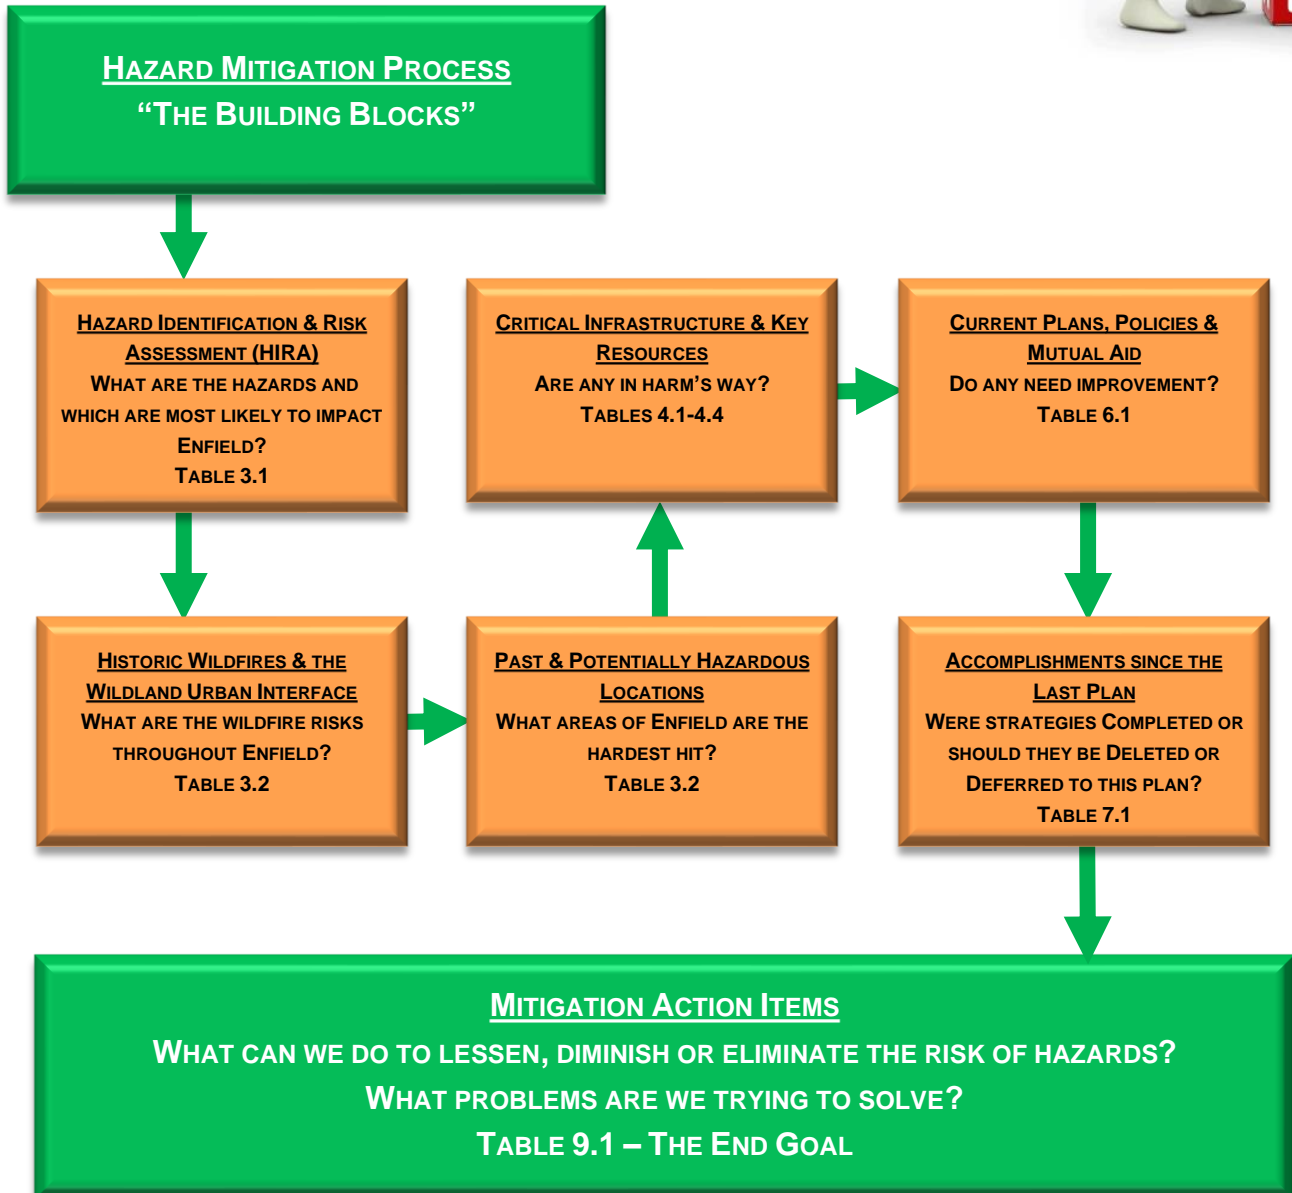 HAZARD MITIGATION PROCESS
“THE BUILDING BLOCKS”
HAZARD IDENTIFICATION & RISK
ASSESSMENT (HIRA)
WHAT ARE THE HAZARDS AND
WHICH ARE MOST LIKELY TO IMPACT
ENFIELD?
TABLE 3.1
HISTORIC WILDFIRES & THE
WILDLAND URBAN INTERFACE
WHAT ARE THE WILDFIRE RISKS
THROUGHOUT ENFIELD?
TABLE 3.2
PAST & POTENTIALLY HAZARDOUS
LOCATIONS
WHAT AREAS OF ENFIELD ARE THE
HARDEST HIT?
TABLE 3.2
CRITICAL INFRASTRUCTURE & KEY
RESOURCES
ARE ANY IN HARM’S WAY?
TABLES 4.1-4.4
CURRENT PLANS, POLICIES &
MUTUAL AID
DO ANY NEED IMPROVEMENT?
TABLE 6.1
ACCOMPLISHMENTS SINCE THE
LAST PLAN
WERE STRATEGIES COMPLETED OR
SHOULD THEY BE DELETED OR
DEFERRED TO THIS PLAN?
TABLE 7.1
MITIGATION ACTION ITEMS
WHAT CAN WE DO TO LESSEN, DIMINISH OR ELIMINATE THE RISK OF HAZARDS?
WHAT PROBLEMS ARE WE TRYING TO SOLVE?
TABLE 9.1 – THE END GOAL